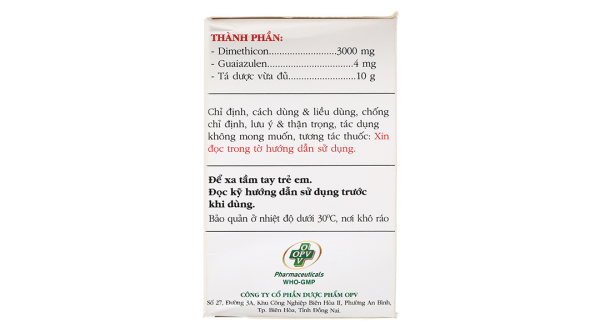 THÀNH PHẦN:
- Dimethicon...........................3000 mg
- Guaiazulen..................................4 mg
- Tá dược vừa đủ...........................10 g
Chỉ định, cách dùng & liều dùng, chống
chỉ định, lưu ý & thận trọng, tác dụng
không mong muốn, tương tác thuốc: Xin
đọc trong tờ hướng dẫn sử dụng.
Để xa tầm tay trẻ em.
Đọc kỹ hướng dẫn sử dụng trước
khi dùng.
Bảo quản ở nhiệt độ dưới 30°C, nơi khô ráo
OPV
Pharmaceuticals
WHO-GMP
CÔNG TY CỔ PHẦN DƯỢC PHẨM OPV
Số 27, Đường 3A, Khu Công Nghiệp Biên Hòa II, Phường An Bình,
Tp. Biên Hòa, Tỉnh Đồng Nai.